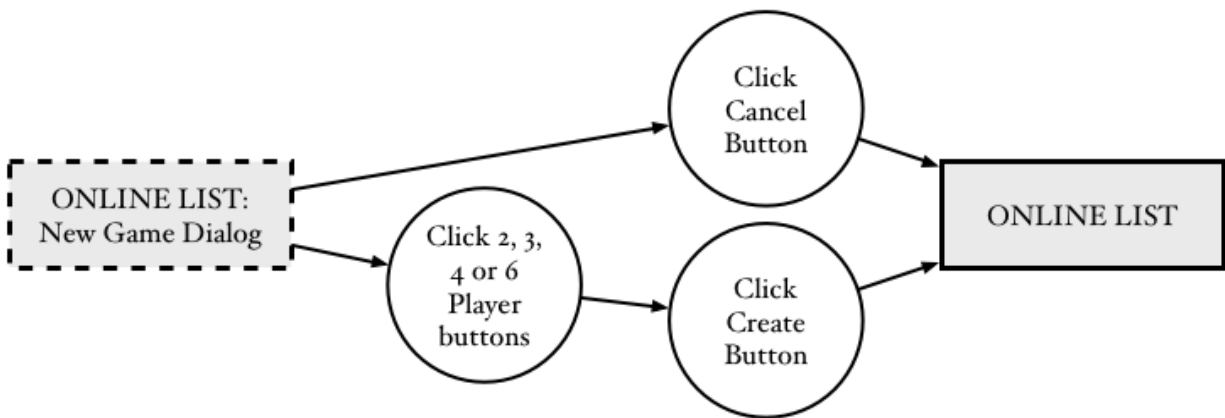 ONLINE LIST:
New Game Dialog
Click 2, 3,
4 or 6
Player
buttons
Click
Cancel
Button
Click
Create
Button
ONLINE LIST